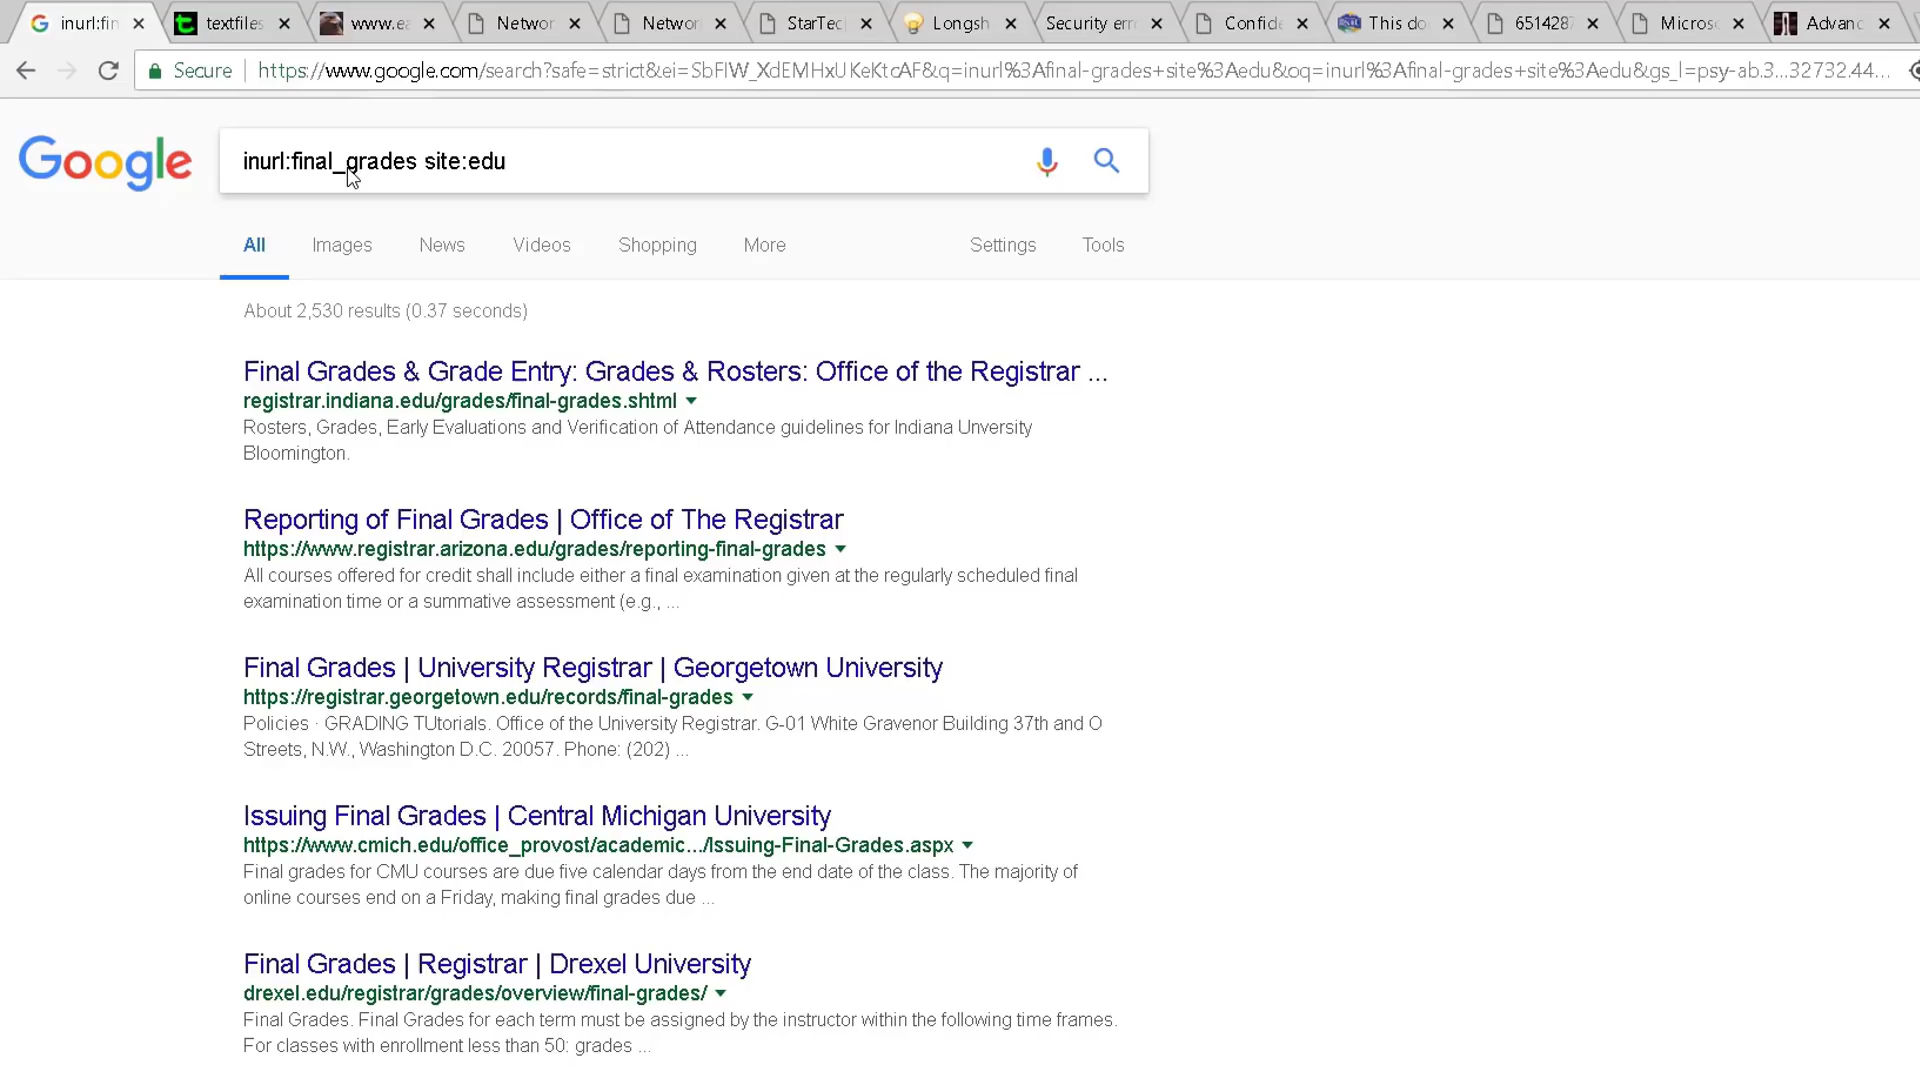 inurl:fin
textfiles
www.ea
Networ
Networ
StarTec
Longsh
Security err
Confide
This do
6514287
Micros
Advanc
Secure
https://www.google.com/search?safe=strict&ei=SbFIW_XdEMHxUKeKtcAF&q=inurl%3Afinal-grades+site%3Aedu&oq=inurl%3Afinal-grades+site%3Aedu&gs_l=psy-ab.3...32732.44...
Google
inurl:final_grades site:edu
All
Images
News
Videos
Shopping
More
Settings
Tools
About 2,530 results (0.37 seconds)
Final Grades & Grade Entry: Grades & Rosters: Office of the Registrar ...
registrar.indiana.edu/grades/final-grades.shtml
Rosters, Grades, Early Evaluations and Verification of Attendance guidelines for Indiana Unversity
Bloomington.
Reporting of Final Grades | Office of The Registrar
https://www.registrar.arizona.edu/grades/reporting-final-grades
All courses offered for credit shall include either a final examination given at the regularly scheduled final
examination time or a summative assessment (e.g., ...
Final Grades | University Registrar | Georgetown University
https://registrar.georgetown.edu/records/final-grades
Policies · GRADING TUtorials. Office of the University Registrar. G-01 White Gravenor Building 37th and O
Streets, N.W., Washington D.C. 20057. Phone: (202) ...
Issuing Final Grades | Central Michigan University
https://www.cmich.edu/office_provost/academic.../Issuing-Final-Grades.aspx
Final grades for CMU courses are due five calendar days from the end date of the class. The majority of
online courses end on a Friday, making final grades due ...
Final Grades | Registrar | Drexel University
drexel.edu/registrar/grades/overview/final-grades/
Final Grades. Final Grades for each term must be assigned by the instructor within the following time frames.
For classes with enrollment less than 50: grades ...